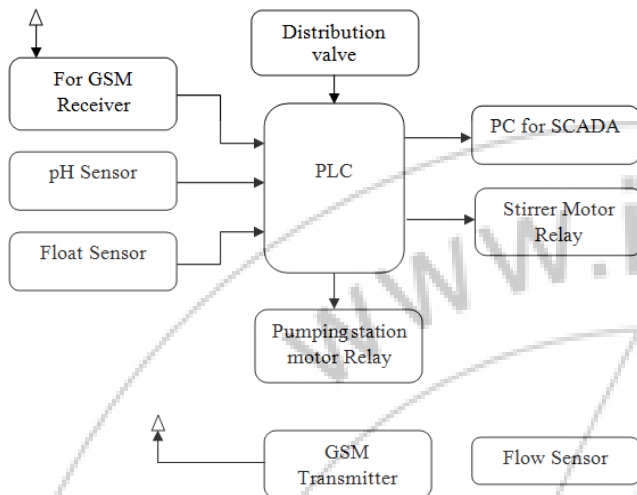 Distribution
valve
For GSM
Receiver
PC for SCADA
pH Sensor
PLC
Stirrer Motor
Relay
Float Sensor
Pumping station
motor Relay
GSM
Transmitter
Flow Sensor
www.